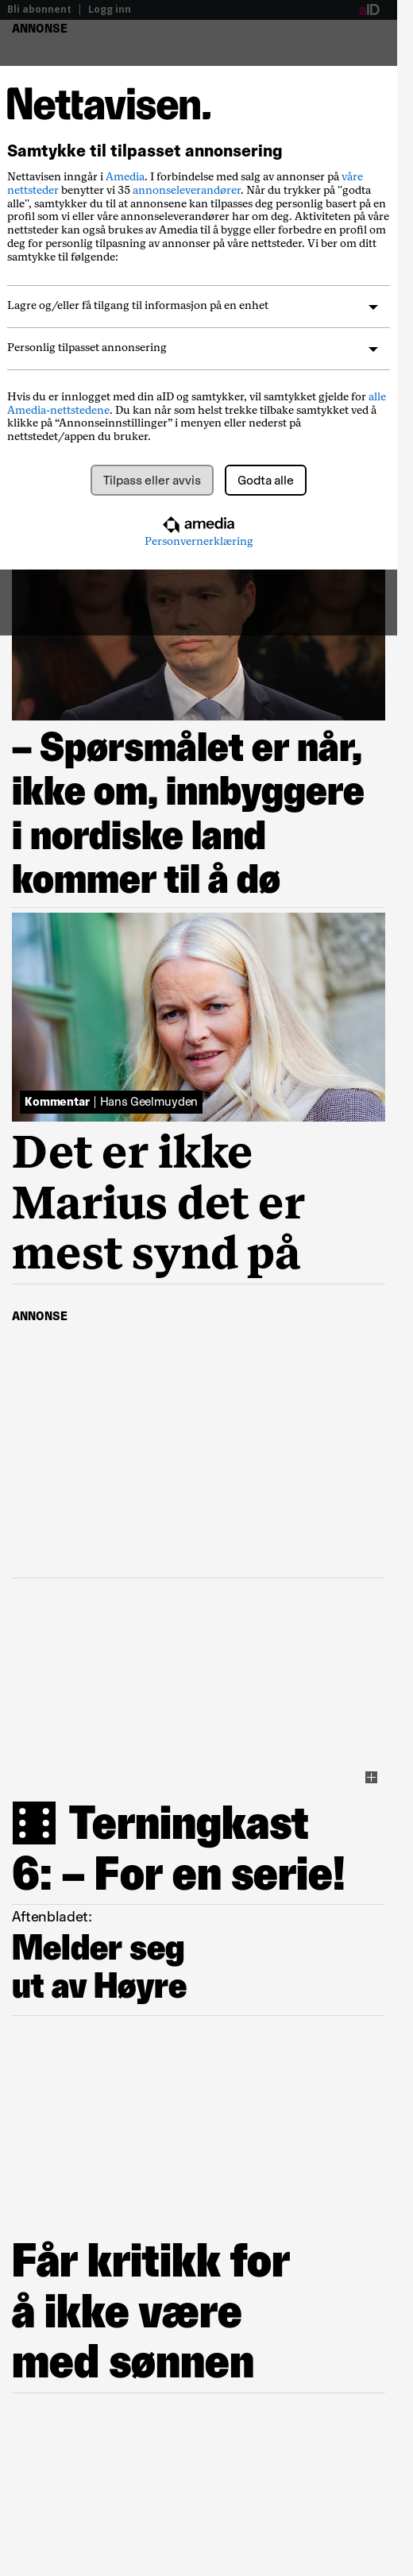 Bli abonnent | Logg inn
aID
ANNONSE
Nettavisen.
Samtykke til tilpasset annonsering
Nettavisen inngår i Amedia. I forbindelse med salg av annonser på våre
nettsteder benytter vi 35 annonseleverandører. Når du trykker på "godta
alle", samtykker du til at annonsene kan tilpasses deg personlig basert på en
profil som vi eller våre annonseleverandører har om deg. Aktiviteten på våre
nettsteder kan også brukes av Amedia til å bygge eller forbedre en profil om
deg for personlig tilpasning av annonser på våre nettsteder. Vi ber om ditt
samtykke til følgende:
Lagre og/eller få tilgang til informasjon på en enhet
Personlig tilpasset annonsering
Hvis du er innlogget med din aID og samtykker, vil samtykket gjelde for alle
Amedia-nettstedene. Du kan når som helst trekke tilbake samtykket ved å
klikke på “Annonseinnstillinger” i menyen eller nederst på
nettstedet/appen du bruker.
Tilpass eller avvis
Godta alle
amedia
Personvernerklæring
– Spørsmålet er når,
ikke om, innbyggere
i nordiske land
kommer til å dø
Kommentar | Hans Geelmuyden
Det er ikke
Marius det er
mest synd på
ANNONSE
Terningkast
6: – For en serie!
Aftenbladet:
Melder seg
ut av Høyre
Får kritikk for
å ikke være
med sønnen